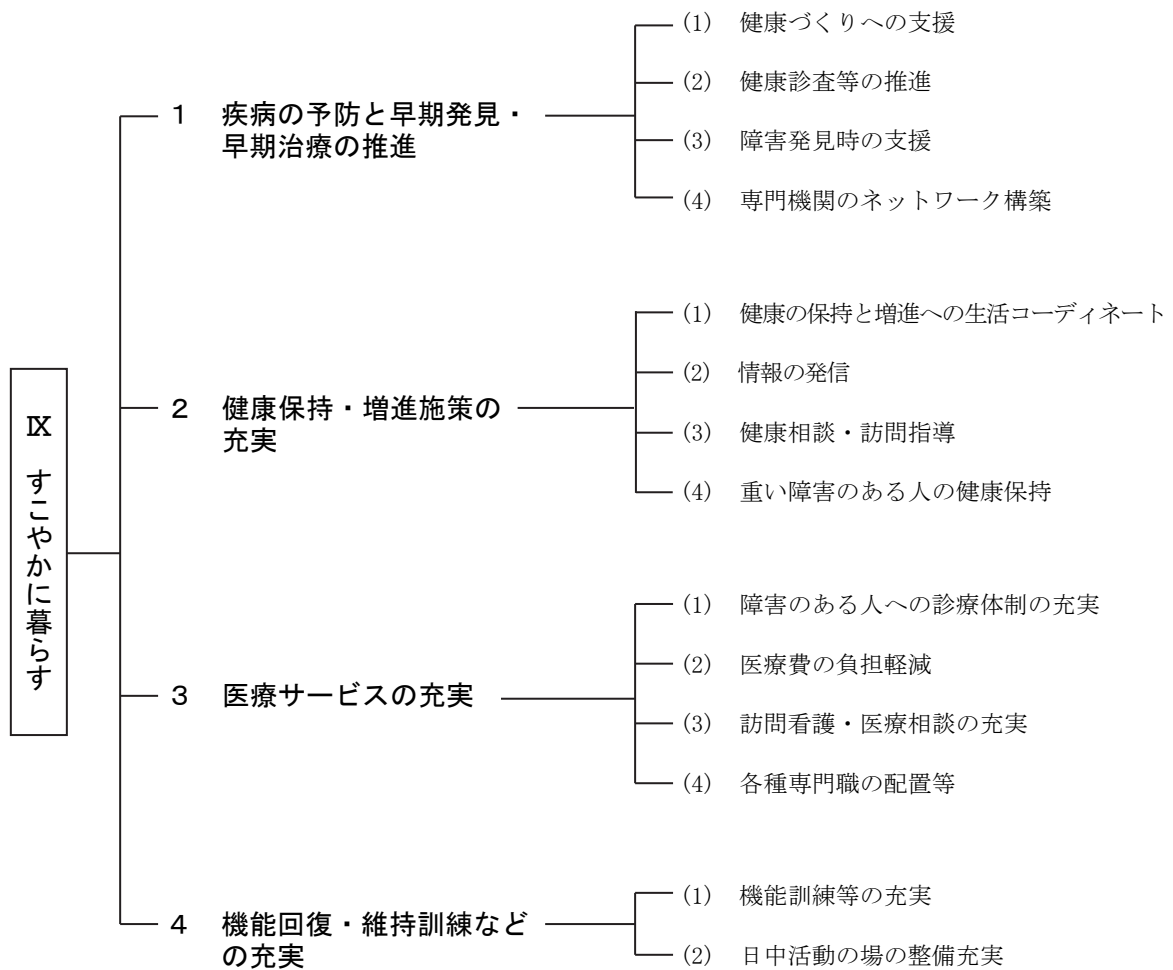 Ⅸ すこやかに暮らす
1 疾病の予防と早期発見・
早期治療の推進
(1) 健康づくりへの支援
(2) 健康診査等の推進
(3) 障害発見時の支援
(4) 専門機関のネットワーク構築
2 健康保持・増進施策の
充実
(1) 健康の保持と増進への生活コーディネート
(2) 情報の発信
(3) 健康相談・訪問指導
(4) 重い障害のある人の健康保持
3 医療サービスの充実
(1) 障害のある人への診療体制の充実
(2) 医療費の負担軽減
(3) 訪問看護・医療相談の充実
(4) 各種専門職の配置等
4 機能回復・維持訓練など
の充実
(1) 機能訓練等の充実
(2) 日中活動の場の整備充実